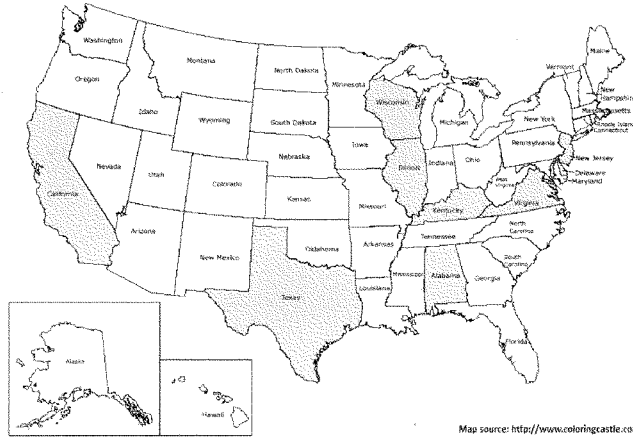 Washington
Montana
North Dakota
Minnesota
Maine
Vermont
Oregon
Idaho
Wyoming
South Dakota
Wisconsin
Michigan
New York
New
Hampshire
Massachusetts
Rhode Island
Connecticut
Nebraska
Iowa
Pennsylvania
New Jersey
Nevada
Utah
Colorado
Kansas
Missouri
Illinois
Indiana
Ohio
West
Virginia
Virginia
Delaware
Maryland
California
Kentucky
Arizona
New Mexico
Oklahoma
Arkansas
Tennessee
North
Carolina
South
Carolina
Texas
Louisiana
Mississippi
Alabama
Georgia
Florida
Alaska
Hawaii
Map source: http://www.coloringcastle.co